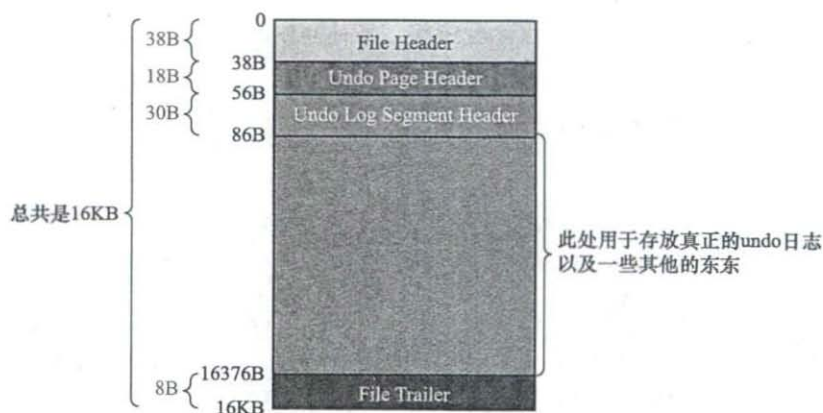 0
38B
File Header
38B
18B
Undo Page Header
56B
30B
Undo Log Segment Header
86B
总共是16KB
此处用于存放真正的undo日志
以及一些其他的东东
16376B
8B
File Trailer
16KB